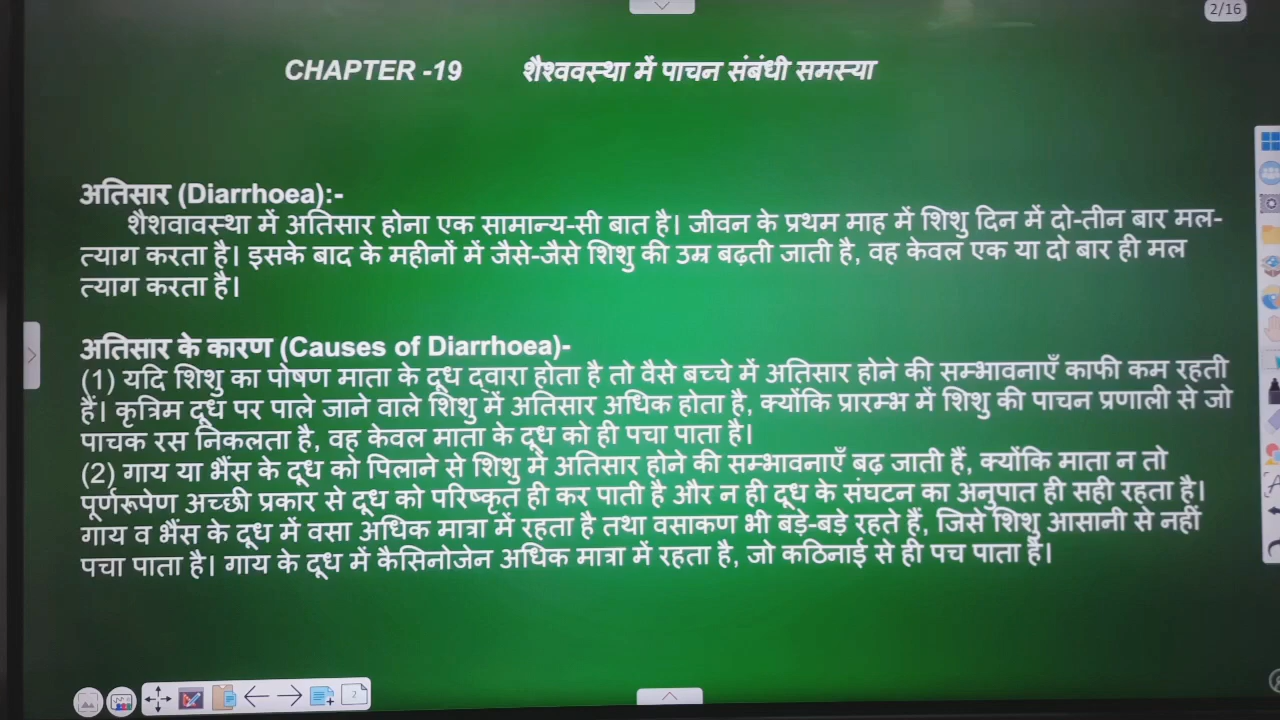 2/16
CHAPTER -19 शैश्ववस्था में पाचन संबंधी समस्या
अतिसार (Diarrhoea):-
शैशवावस्था में अतिसार होना एक सामान्य-सी बात है। जीवन के प्रथम माह में शिशु दिन में दो-तीन बार मल-
त्याग करता है। इसके बाद के महीनों में जैसे-जैसे शिशु की उम्र बढ़ती जाती है, वह केवल एक या दो बार ही मल
त्याग करता है।
अतिसार के कारण (Causes of Diarrhoea)-
(1) यदि शिशु का पोषण माता के दूध द्वारा होता है तो वैसे बच्चे में अतिसार होने की सम्भावनाएँ काफी कम रहती
हैं। कृत्रिम दूध पर पाले जाने वाले शिशु में अतिसार अधिक होता है, क्योंकि प्रारम्भ में शिशु की पाचन प्रणाली से जो
पाचक रस निकलता है, वह केवल माता के दूध को ही पचा पाता है।
(2) गाय या भैंस के दूध को पिलाने से शिशु में अतिसार होने की सम्भावनाएँ बढ़ जाती हैं, क्योंकि माता न तो
पूर्णरूपेण अच्छी प्रकार से दूध को परिष्कृत ही कर पाती है और न ही दूध के संघटन का अनुपात ही सही रहता है।
गाय व भैंस के दूध में वसा अधिक मात्रा में रहता है तथा वसाकण भी बड़े-बड़े रहते हैं, जिसे शिशु आसानी से नहीं
पचा पाता है। गाय के दूध में कैसिनोजेन अधिक मात्रा में रहता है, जो कठिनाई से ही पच पाता है।
2